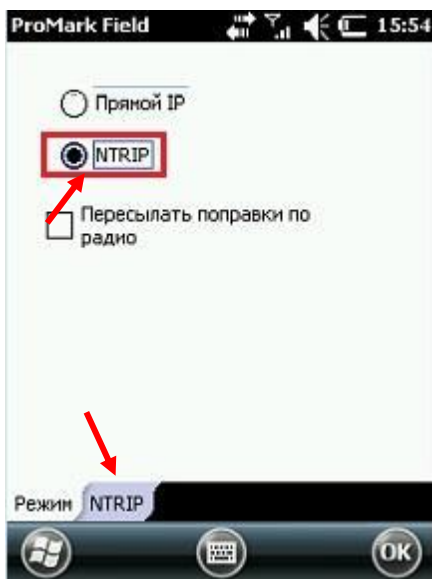 ProMark Field 15:54
Прямой IP
NTRIP
Пересылать поправки по
радио
Режим NTRIP
OK